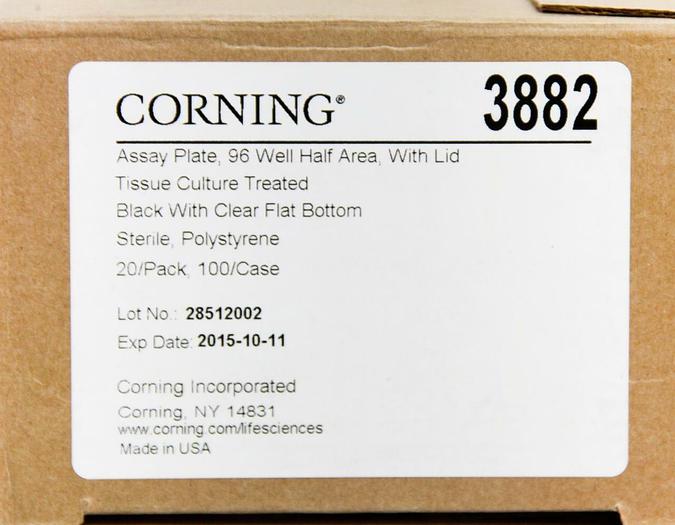 CORNING® 3882
Assay Plate, 96 Well Half Area, With Lid
Tissue Culture Treated
Black With Clear Flat Bottom
Sterile, Polystyrene
20/Pack, 100/Case
Lot No.: 28512002
Exp Date: 2015-10-11
Corning Incorporated
Corning, NY 14831
www.corning.com/lifesciences
Made in USA